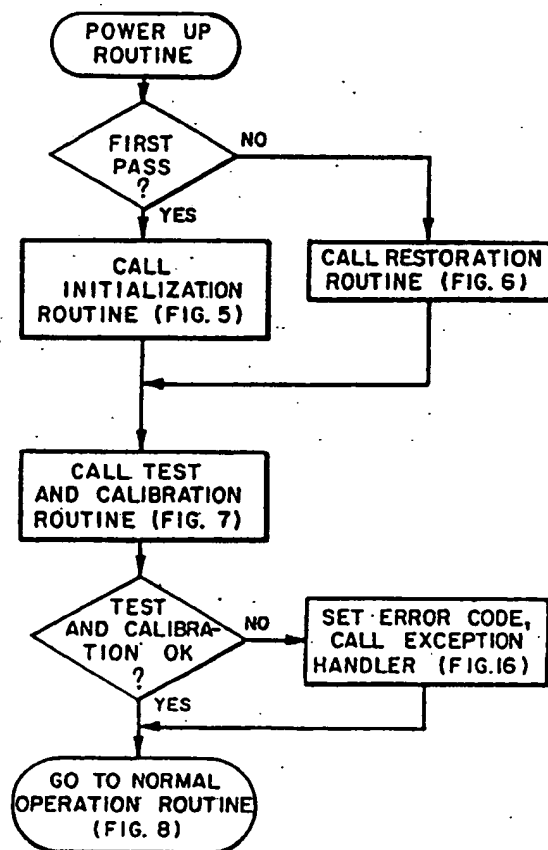 POWER UP
ROUTINE
FIRST
PASS
?
NO
YES
CALL
INITIALIZATION
ROUTINE (FIG. 5)
CALL RESTORATION
ROUTINE (FIG. 6)
CALL TEST
AND CALIBRATION
ROUTINE (FIG. 7)
TEST
AND CALIBRA-
TION OK
?
NO
YES
SET ERROR CODE,
CALL EXCEPTION
HANDLER (FIG.16)
GO TO NORMAL
OPERATION ROUTINE
(FIG. 8)